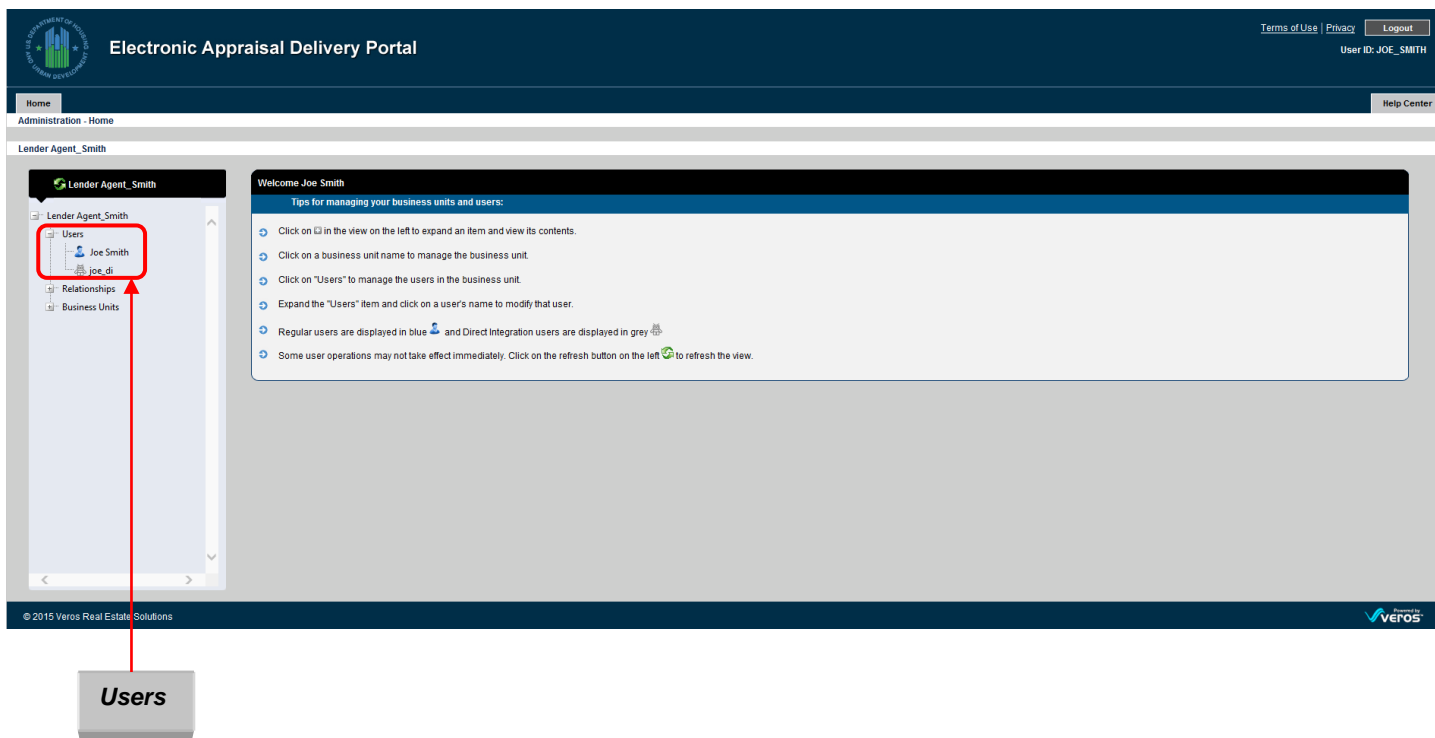 US DEPARTMENT OF HOUSING
AND URBAN DEVELOPMENT
Electronic Appraisal Delivery Portal
Terms of Use | Privacy
Logout
User ID: JOE_SMITH
Home
Help Center
Administration - Home
Lender Agent_Smith
Lender Agent_Smith
Lender Agent_Smith
Users
Joe Smith
joe_di
Relationships
Business Units
Welcome Joe Smith
Tips for managing your business units and users:
Click on in the view on the left to expand an item and view its contents.
Click on a business unit name to manage the business unit.
Click on "Users" to manage the users in the business unit.
Expand the "Users" item and click on a user's name to modify that user.
Regular users are displayed in blue and Direct Integration users are displayed in grey
Some user operations may not take effect immediately. Click on the refresh button on the left to refresh the view.
© 2015 Veros Real Estate Solutions
Powered by
veros
Users